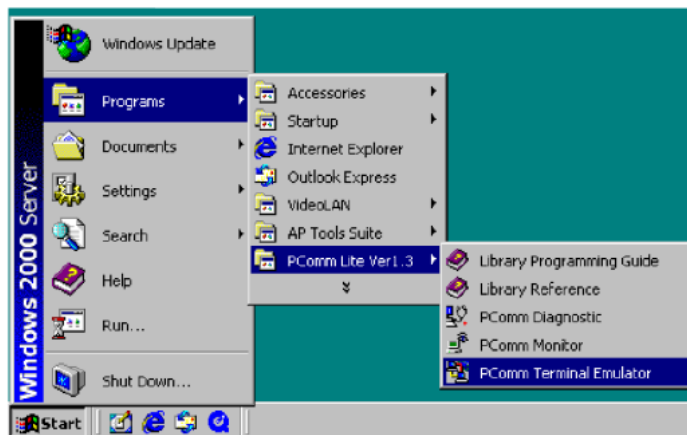 Windows 2000 Server
Windows Update
Programs
Documents
Settings
Search
Help
Run...
Shut Down...
Accessories
Startup
Internet Explorer
Outlook Express
VideoLAN
AP Tools Suite
PComm Lite Ver1.3
Library Programming Guide
Library Reference
PComm Diagnostic
PComm Monitor
PComm Terminal Emulator
Start